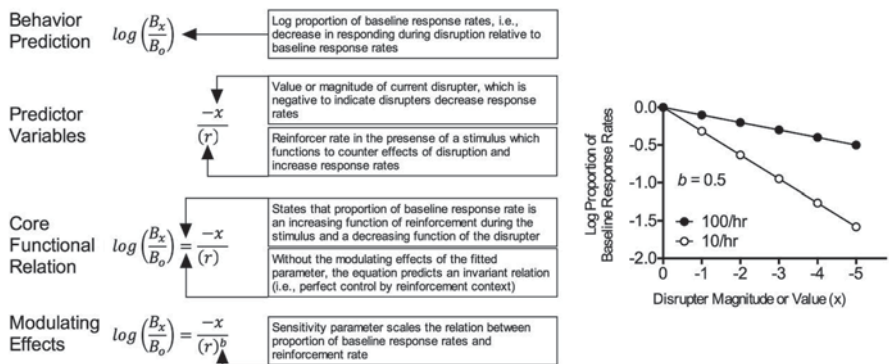 Behavior
Prediction
log(Bx/Bo)
Log proportion of baseline response rates, i.e.,
decrease in responding during disruption relative to
baseline response rates
Predictor
Variables
-x/(r)
Value or magnitude of current disrupter, which is
negative to indicate disrupters decrease response
rates
Reinforcer rate in the presense of a stimulus which
functions to counter effects of disruption and
increase response rates
Core
Functional
Relation
log(Bx/Bo) = -x/(r)
States that proportion of baseline response rate is
an increasing function of reinforcement during the
stimulus and a decreasing function of the disrupter
Without the modulating effects of the fitted
parameter, the equation predicts an invariant relation
(i.e., perfect control by reinforcement context)
Modulating
Effects
log(Bx/Bo) = -x/(r)^b
Sensitivity parameter scales the relation between
proportion of baseline response rates and
reinforcement rate
Log Proportion of
Baseline Response Rates
0.0
-0.5
-1.0
-1.5
-2.0
b = 0.5
100/hr
10/hr
0 -1 -2 -3 -4 -5
Disrupter Magnitude or Value (x)